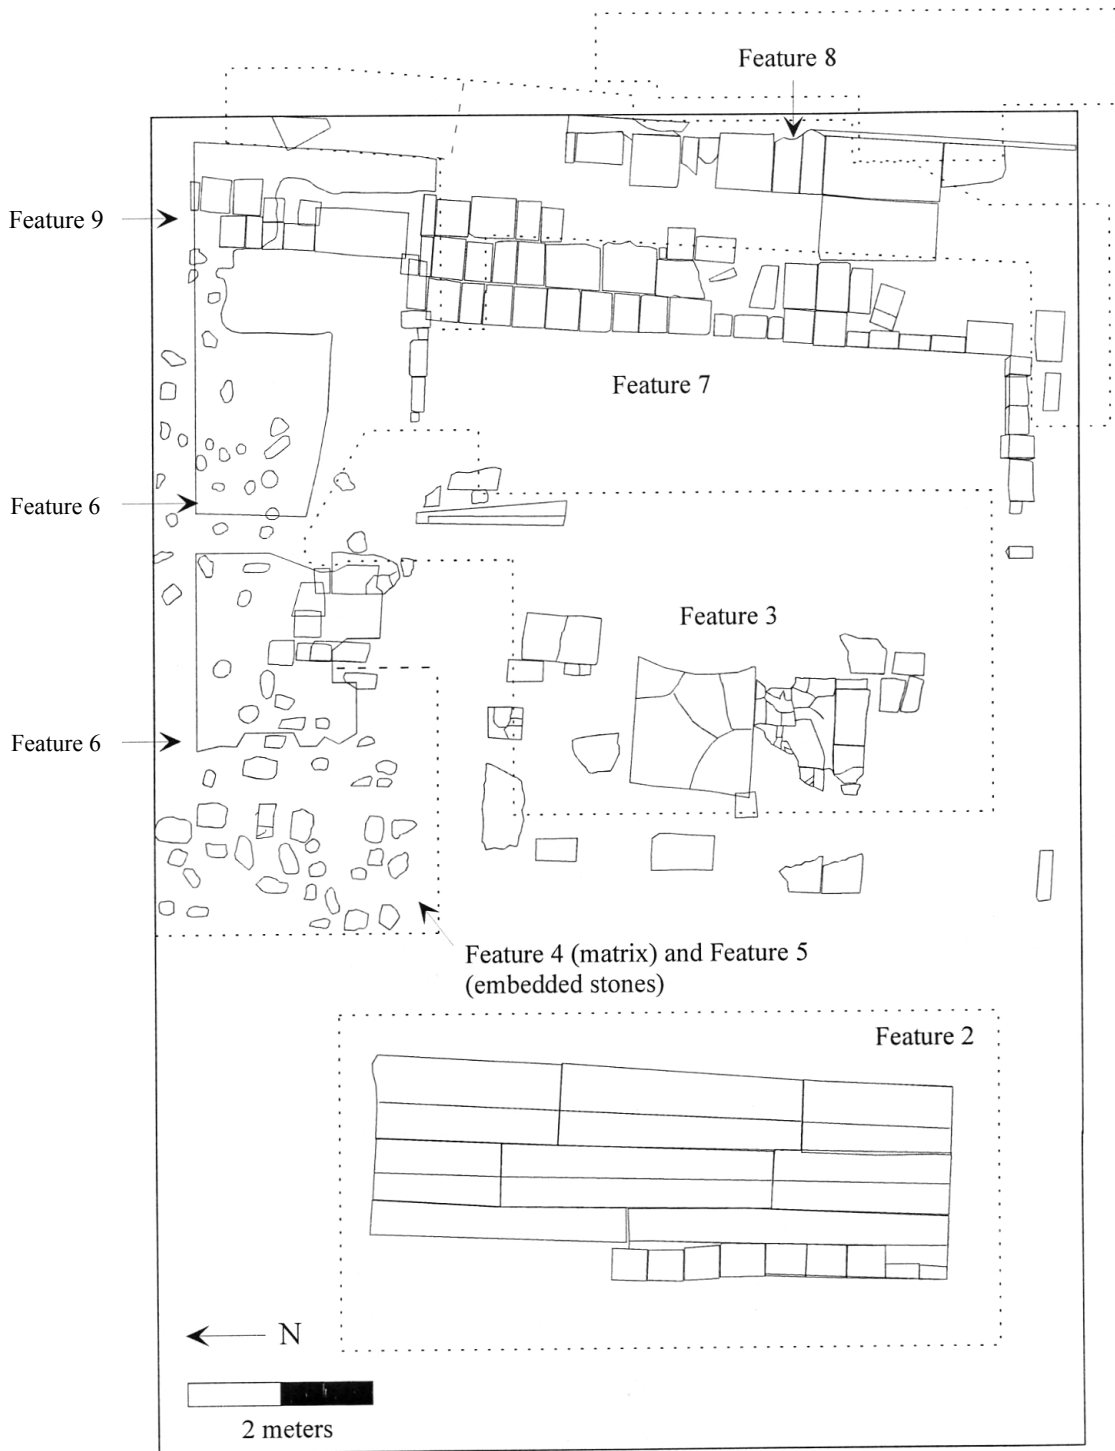 Feature 8
Feature 9
Feature 7
Feature 6
Feature 3
Feature 6
Feature 4 (matrix) and Feature 5
(embedded stones)
Feature 2
N
2 meters